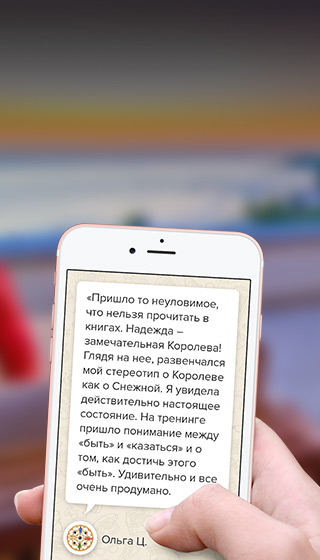 «Пришло то неуловимое,
что нельзя прочитать в
книгах. Надежда –
замечательная Королева!
Глядя на нее, развенчался
мой стереотип о Королеве
как о Снежной. Я увидела
действительно настоящее
состояние. На тренинге
пришло понимание между
«быть» и «казаться» и о
том, как достичь этого
«быть». Удивительно и все
очень продумано.
Ольга Ц.